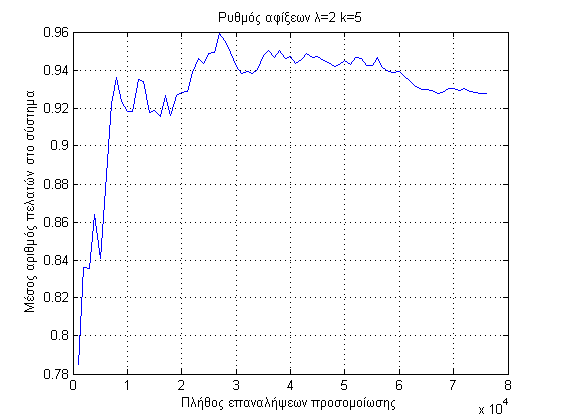 Ρυθμός αφίξεων λ=2 k=5
Μέσος αριθμός πελατών στο σύστημα
0.96
0.94
0.92
0.9
0.88
0.86
0.84
0.82
0.8
0.78
0 1 2 3 4 5 6 7 8
x 10^4
Πλήθος επαναλήψεων προσομοίωσης